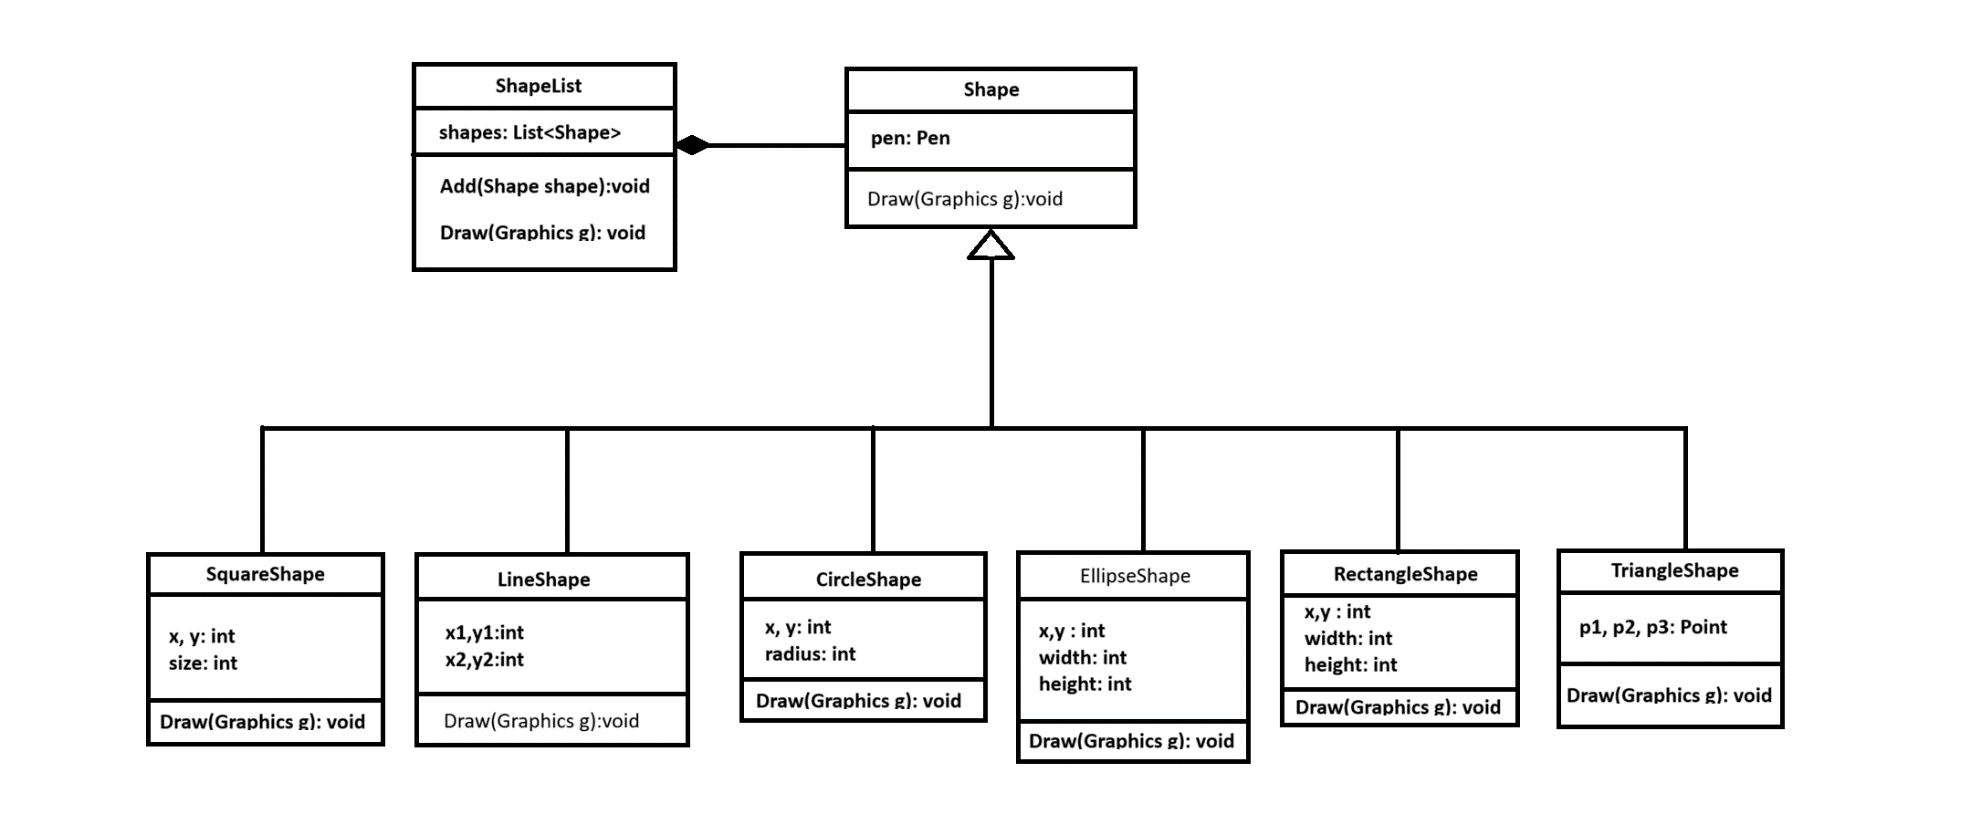 ShapeList
shapes: List<Shape>
Add(Shape shape):void
Draw(Graphics g): void
Shape
pen: Pen
Draw(Graphics g):void
SquareShape
x, y: int
size: int
Draw(Graphics g): void
LineShape
x1,y1:int
x2,y2:int
Draw(Graphics g):void
CircleShape
x, y: int
radius: int
Draw(Graphics g): void
EllipseShape
x,y : int
width: int
height: int
Draw(Graphics g): void
RectangleShape
x,y : int
width: int
height: int
Draw(Graphics g): void
TriangleShape
p1, p2, p3: Point
Draw(Graphics g): void